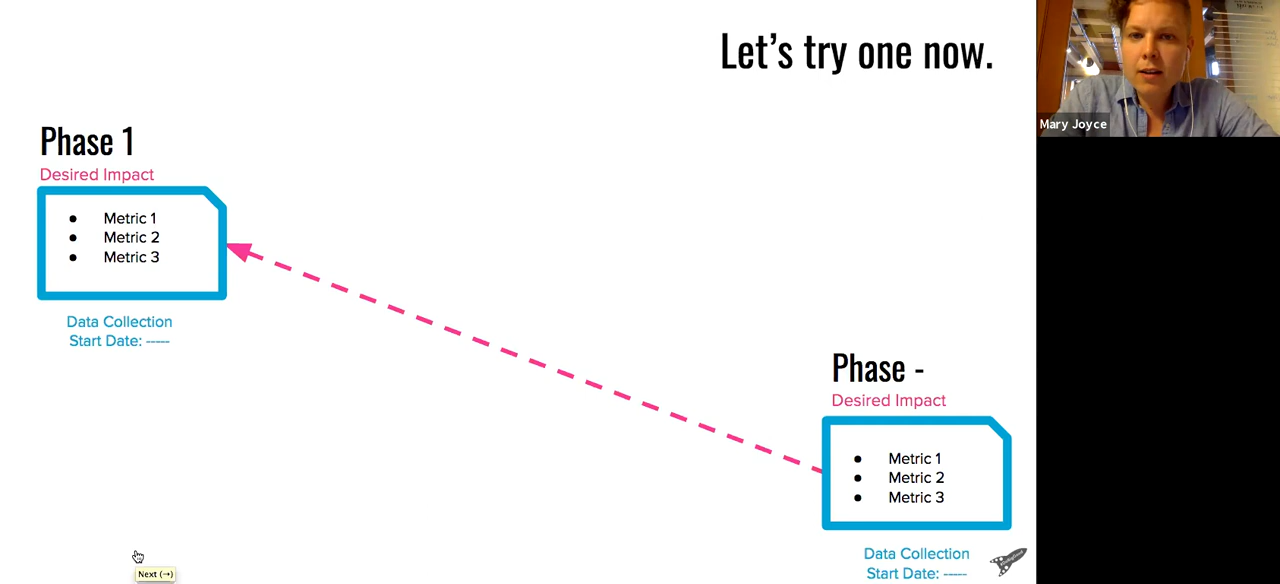 Let's try one now.
Mary Joyce
Phase 1
Desired Impact
● Metric 1
● Metric 2
● Metric 3
Data Collection
Start Date: -----
Phase -
Desired Impact
● Metric 1
● Metric 2
● Metric 3
Data Collection
Start Date: -----
Next (→)